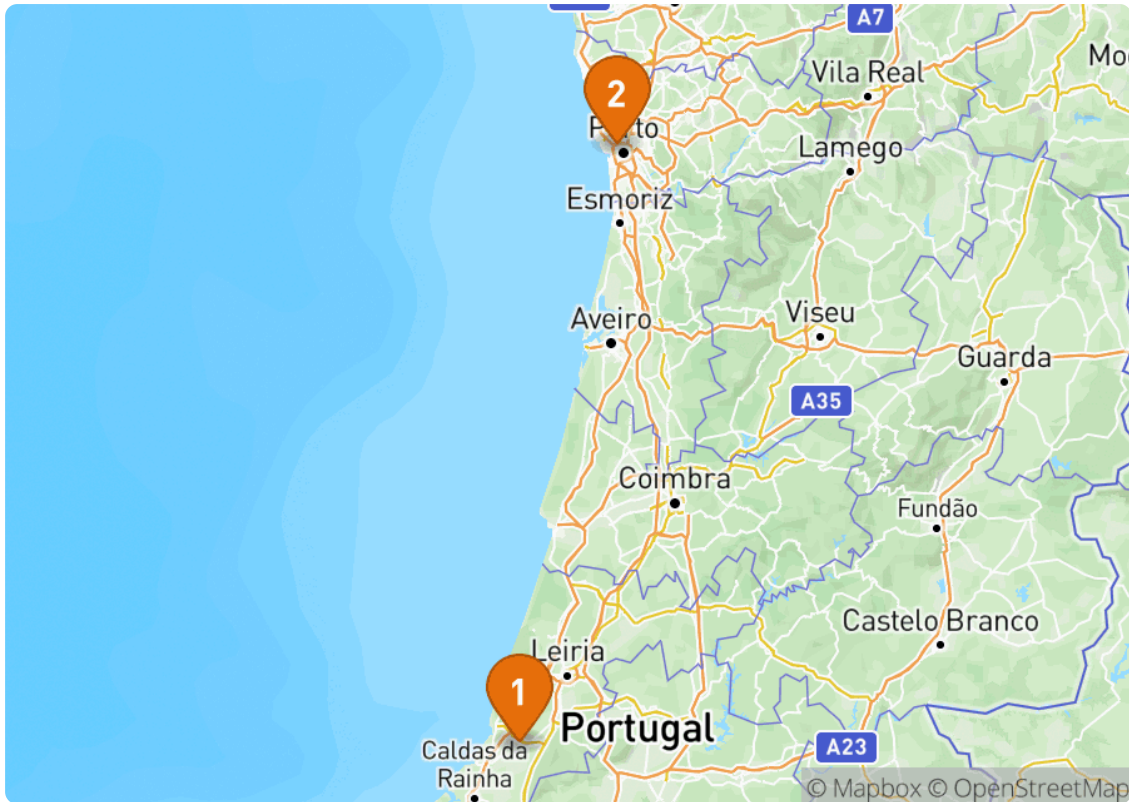 A7
Mo
Vila Real
2
Porto
Lamego
Esmoriz
Aveiro
Viseu
Guarda
A35
Coimbra
Fundão
Castelo Branco
Leiria
1
Portugal
A23
Caldas da
Rainha
© Mapbox © OpenStreetMap